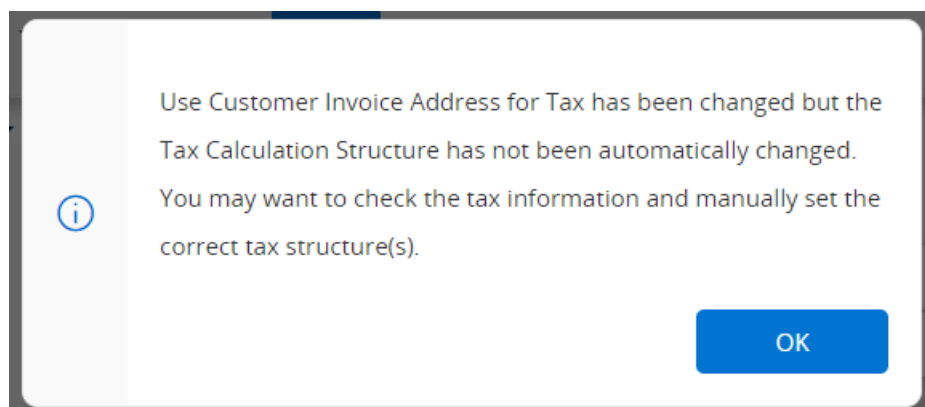 Use Customer Invoice Address for Tax has been changed but the
Tax Calculation Structure has not been automatically changed.
You may want to check the tax information and manually set the
correct tax structure(s).
OK